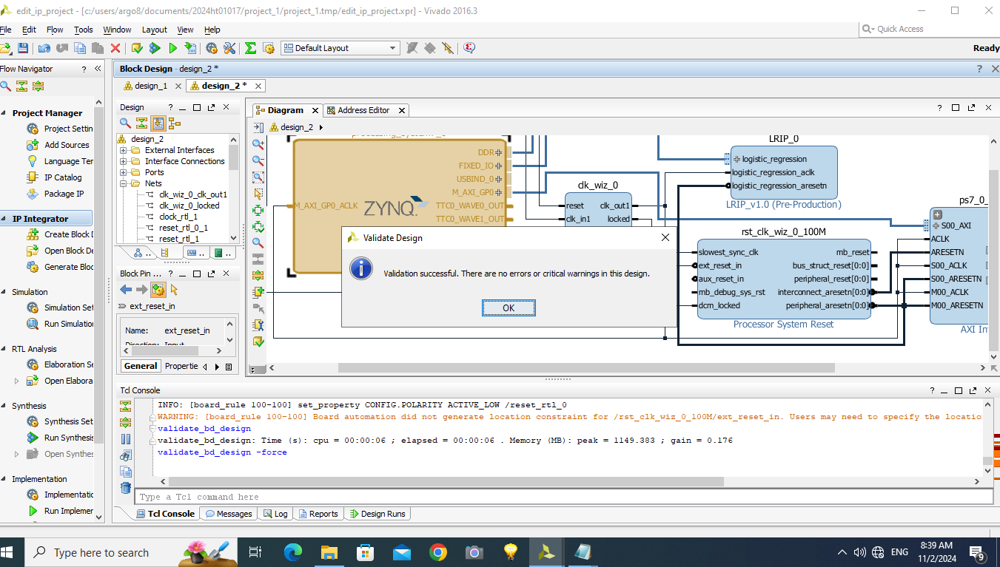 edit_ip_project - [c:/users/argo8/documents/2024ht01017/project_1/project_1.tmp/edit_ip_project.xpr] - Vivado 2016.3
File Edit Flow Tools Window Layout View Help
Quick Access
Default Layout
Ready
Flow Navigator ? «
Project Manager
Project Settin
Add Sources
Language Ter
IP Catalog
Package IP
IP Integrator
Create Block D
Open Block De
Generate Bloc
Simulation
Simulation Set
Run Simulation
RTL Analysis
Elaboration Se
Open Elabora
Synthesis
Synthesis Set
Run Synthesis
Open Synthes
Implementation
Implementatic
Run Implemer
Block Design - design_2 *
design_1
design_2 *
Design
design_2
External Interfaces
Interface Connections
Ports
Nets
clk_wiz_0_clk_out1
clk_wiz_0_locked
clock_rtl_1
reset_rtl_0_1
reset_rtl_1
Block Pin ...
ext_reset_in
Name: ext_reset_in
General Propertie
Diagram
Address Editor
design_2
DDR
FIXED_IO
USBIND_0
M_AXI_GP0
M_AXI_GP0_ACLK
ZYNQ
TTC0_WAVE0_OUT
TTC0_WAVE1_OUT
clk_wiz_0
reset clk_out1
clk_in1 locked
LRIP_0
logistic_regression
logistic_regression_aclk
logistic_regression_aresetn
LRIP_v1.0 (Pre-Production)
rst_clk_wiz_0_100M
slowest_sync_clk mb_reset
ext_reset_in bus_struct_reset[0:0]
aux_reset_in peripheral_reset[0:0]
mb_debug_sys_rst interconnect_aresetn[0:0]
dcm_locked peripheral_aresetn[0:0]
Processor System Reset
ps7_0_
S00_AXI
ACLK
ARESETN
S00_ACLK
S00_ARESETN
M00_ACLK
M00_ARESETN
AXI Int
Validate Design
Validation successful. There are no errors or critical warnings in this design.
OK
Tcl Console
INFO: [board_rule 100-100] set_property CONFIG.POLARITY ACTIVE_LOW /reset_rtl_0
WARNING: [board_rule 100-100] Board automation did not generate location constraint for /rst_clk_wiz_0_100M/ext_reset_in. Users may need to specify the locatio
validate_bd_design
validate_bd_design: Time (s): cpu = 00:00:06 ; elapsed = 00:00:06 . Memory (MB): peak = 1149.383 ; gain = 0.176
validate_bd_design -force
Type a Tcl command here
Tcl Console Messages Log Reports Design Runs
Type here to search
ENG
8:39 AM
11/2/2024
9